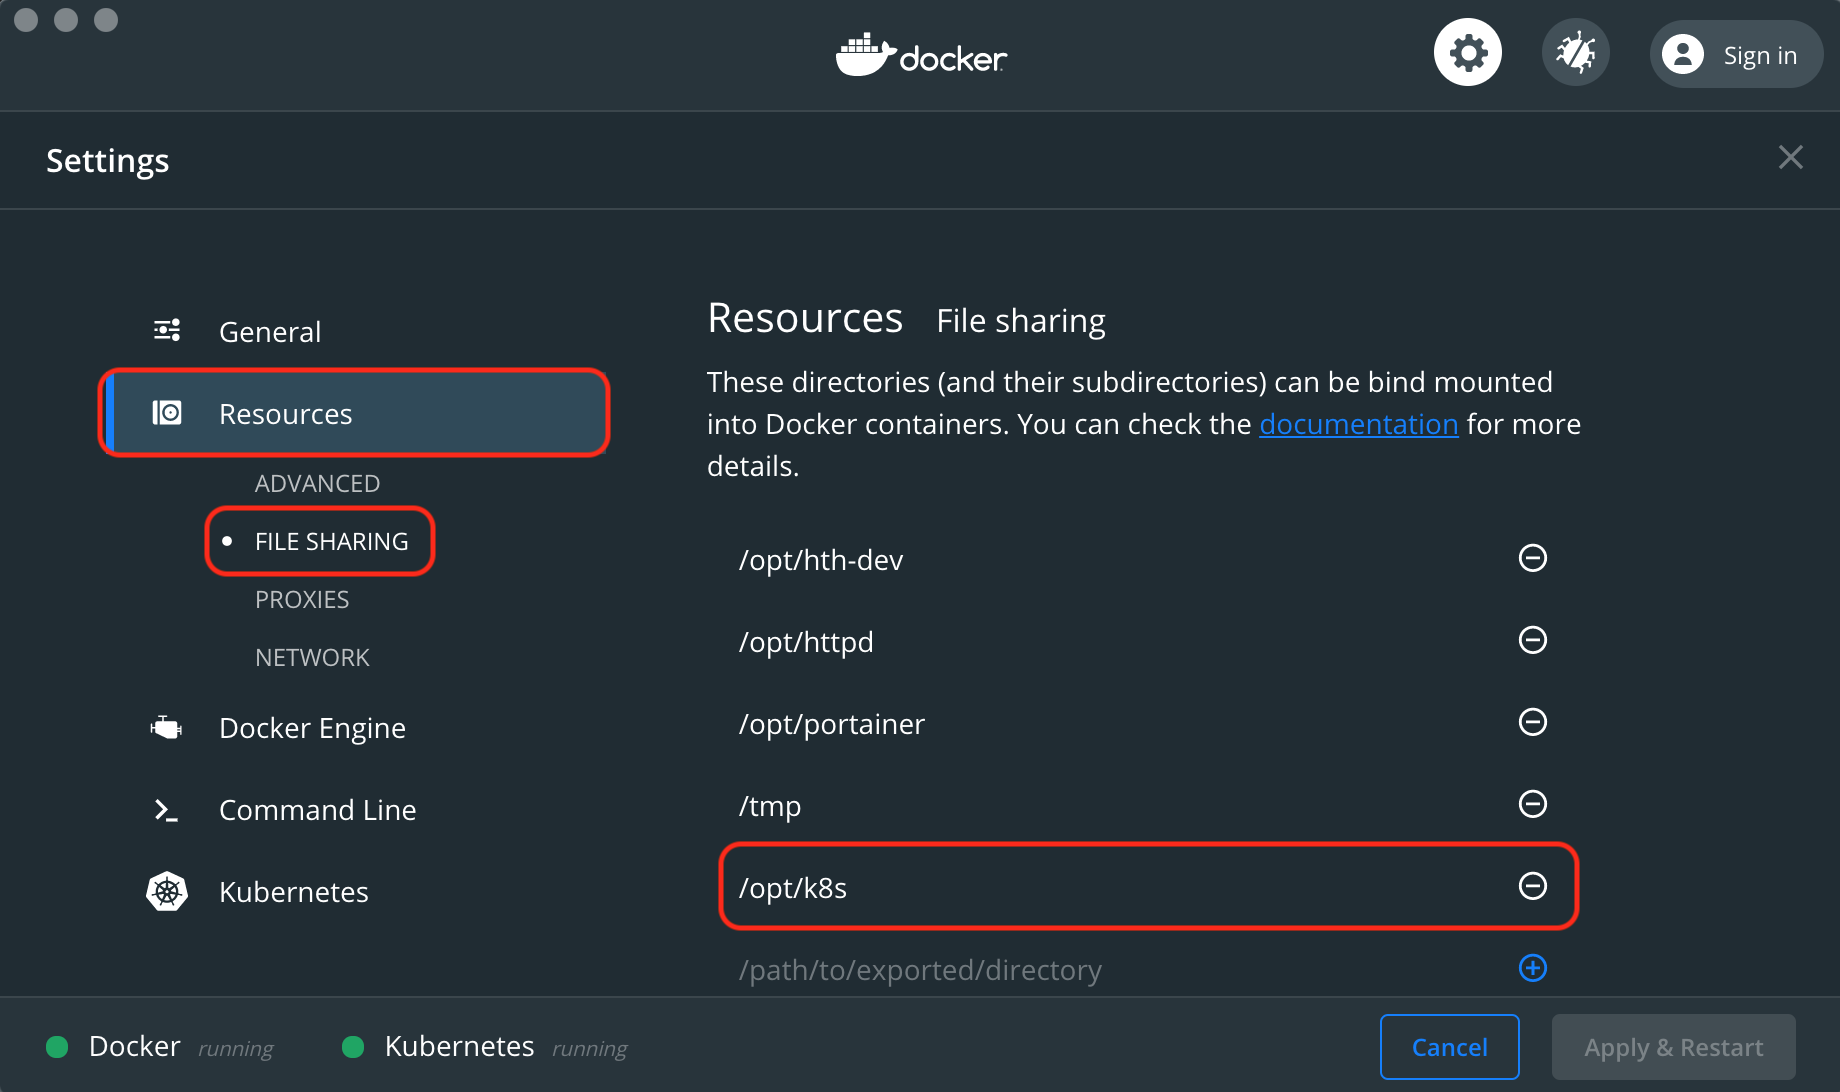 docker
Sign in
Settings
General
Resources
ADVANCED
FILE SHARING
PROXIES
NETWORK
Docker Engine
Command Line
Kubernetes
Resources File sharing
These directories (and their subdirectories) can be bind mounted
into Docker containers. You can check the documentation for more
details.
/opt/hth-dev
/opt/httpd
/opt/portainer
/tmp
/opt/k8s
/path/to/exported/directory
Docker running
Kubernetes running
Cancel
Apply & Restart